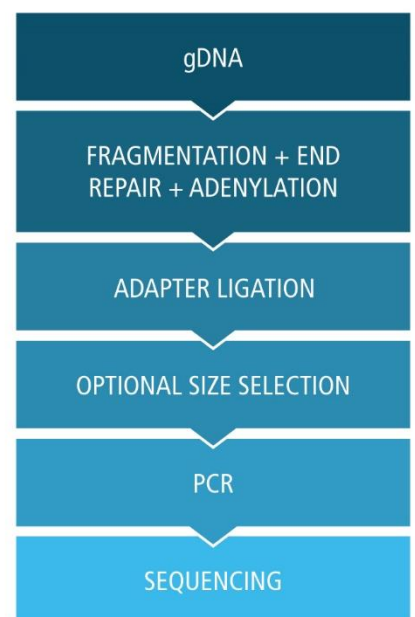 gDNA
FRAGMENTATION + END
REPAIR + ADENYLATION
ADAPTER LIGATION
OPTIONAL SIZE SELECTION
PCR
SEQUENCING